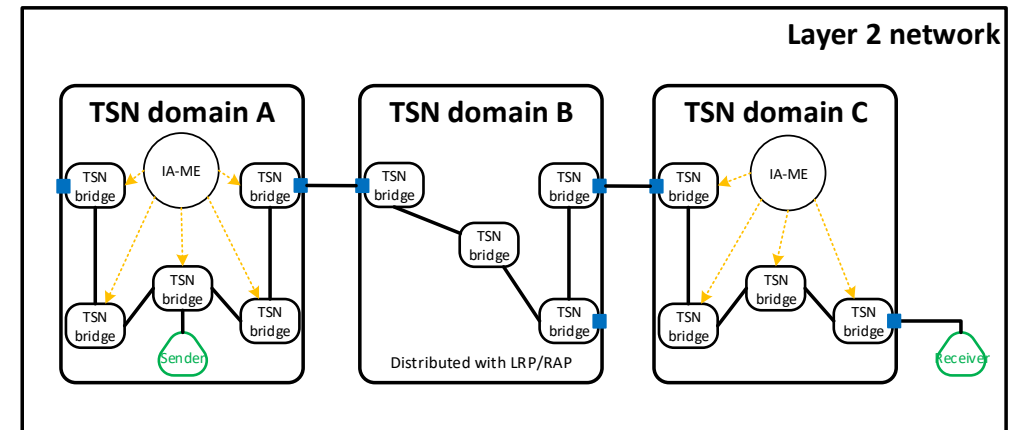 Layer 2 network
TSN domain A
IA-ME
TSN
bridge
TSN
bridge
TSN
bridge
TSN
bridge
TSN
bridge
Sender
TSN domain B
TSN
bridge
TSN
bridge
TSN
bridge
TSN
bridge
Distributed with LRP/RAP
TSN domain C
IA-ME
TSN
bridge
TSN
bridge
TSN
bridge
TSN
bridge
Receiver